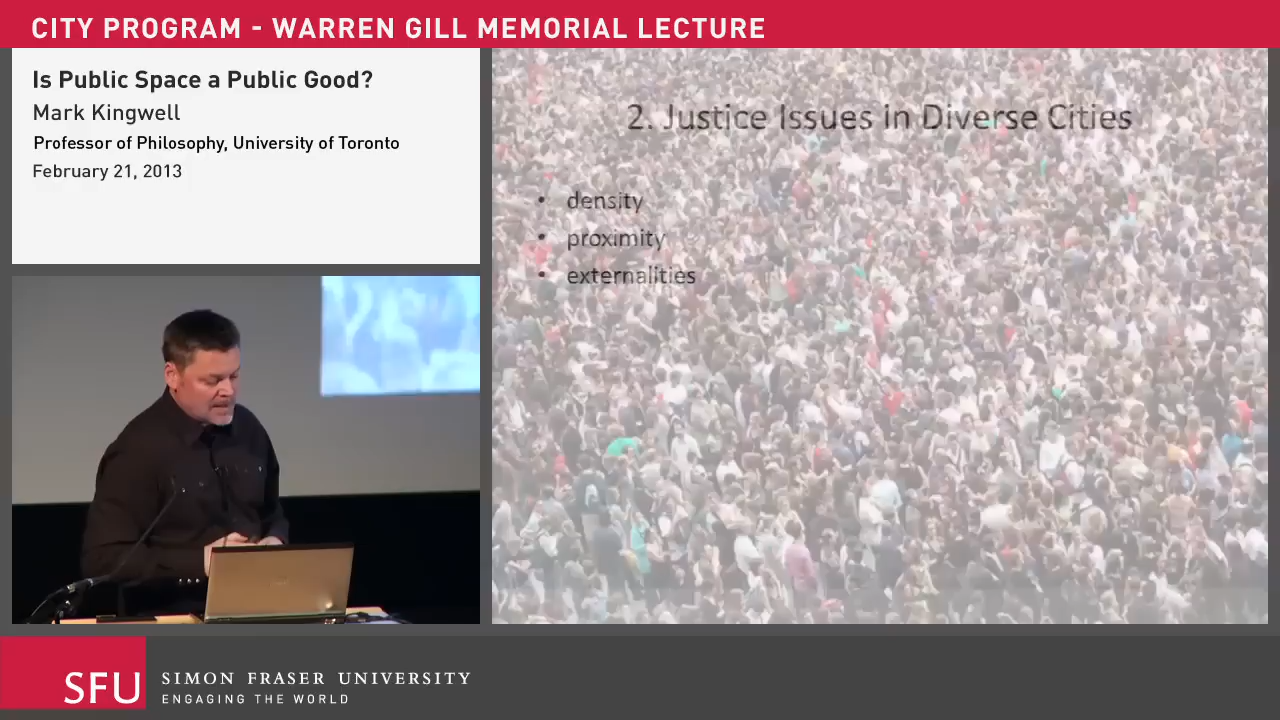 CITY PROGRAM - WARREN GILL MEMORIAL LECTURE
Is Public Space a Public Good?
Mark Kingwell
Professor of Philosophy, University of Toronto
February 21, 2013
2. Justice Issues in Diverse Cities
• density
• proximity
• externalities
SFU SIMON FRASER UNIVERSITY
ENGAGING THE WORLD